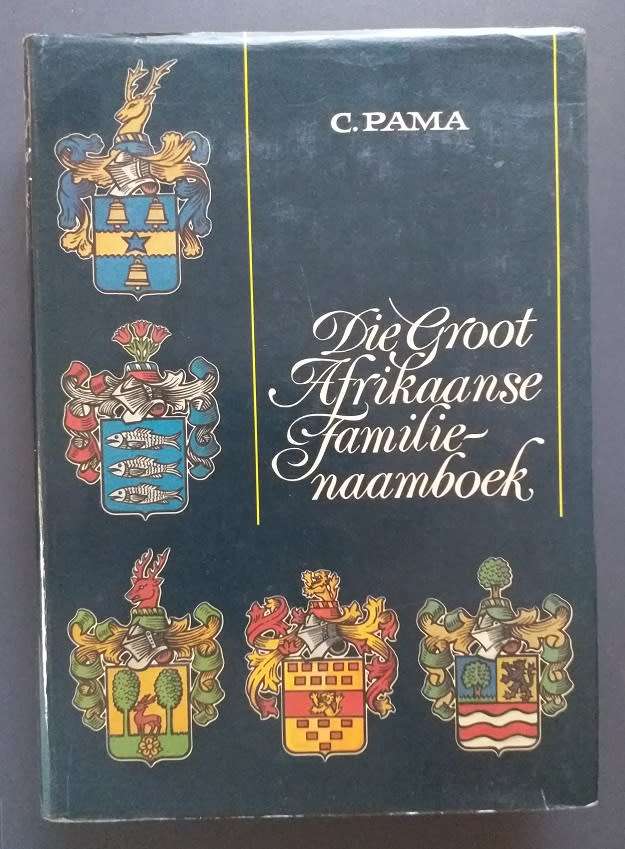 C. PAMA
Die Groot
Afrikaanse
Familie-
naamboek